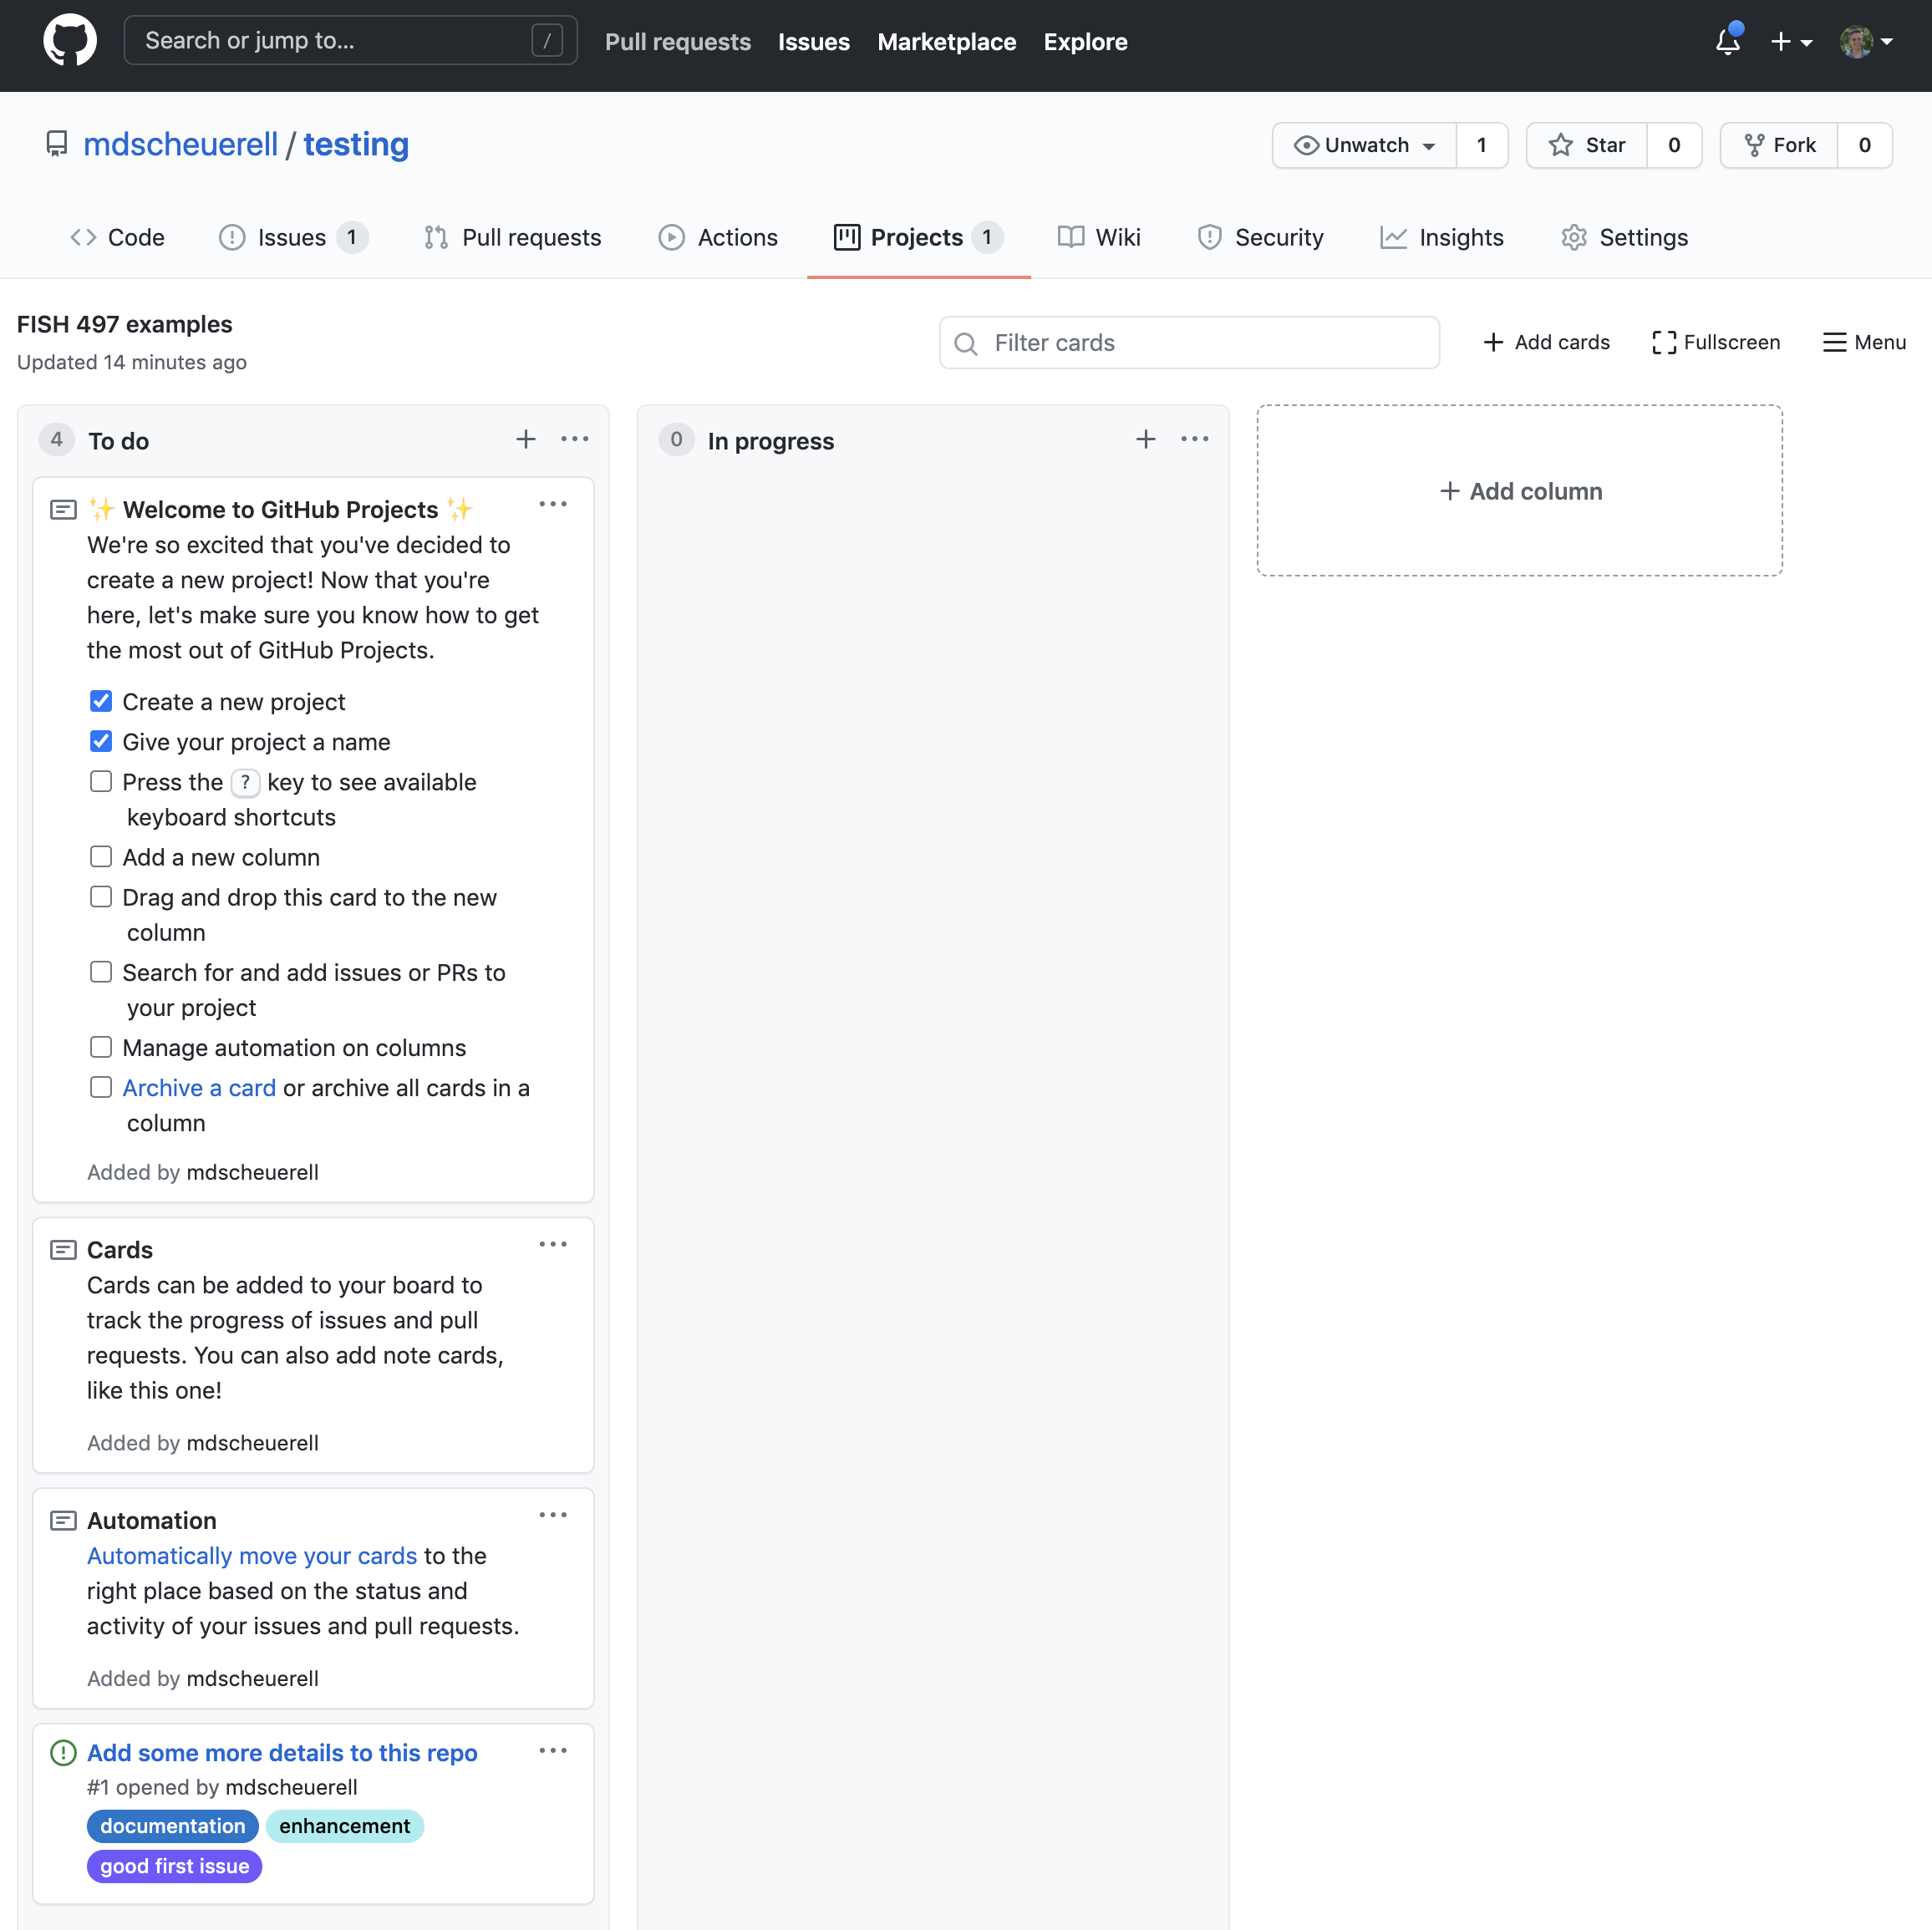 Search or jump to... /
Pull requests Issues Marketplace Explore
mdscheuerell / testing
Unwatch 1 Star 0 Fork 0
Code Issues 1 Pull requests Actions Projects 1 Wiki Security Insights Settings
FISH 497 examples
Updated 14 minutes ago
Filter cards
+ Add cards Fullscreen Menu
4 To do + ...
✨ Welcome to GitHub Projects ✨ ...
We're so excited that you've decided to
create a new project! Now that you're
here, let's make sure you know how to get
the most out of GitHub Projects.
Create a new project
Give your project a name
Press the ? key to see available
keyboard shortcuts
Add a new column
Drag and drop this card to the new
column
Search for and add issues or PRs to
your project
Manage automation on columns
Archive a card or archive all cards in a
column
Added by mdscheuerell
Cards ...
Cards can be added to your board to
track the progress of issues and pull
requests. You can also add note cards,
like this one!
Added by mdscheuerell
Automation ...
Automatically move your cards to the
right place based on the status and
activity of your issues and pull requests.
Added by mdscheuerell
Add some more details to this repo ...
#1 opened by mdscheuerell
documentation enhancement
good first issue
0 In progress + ...
+ Add column